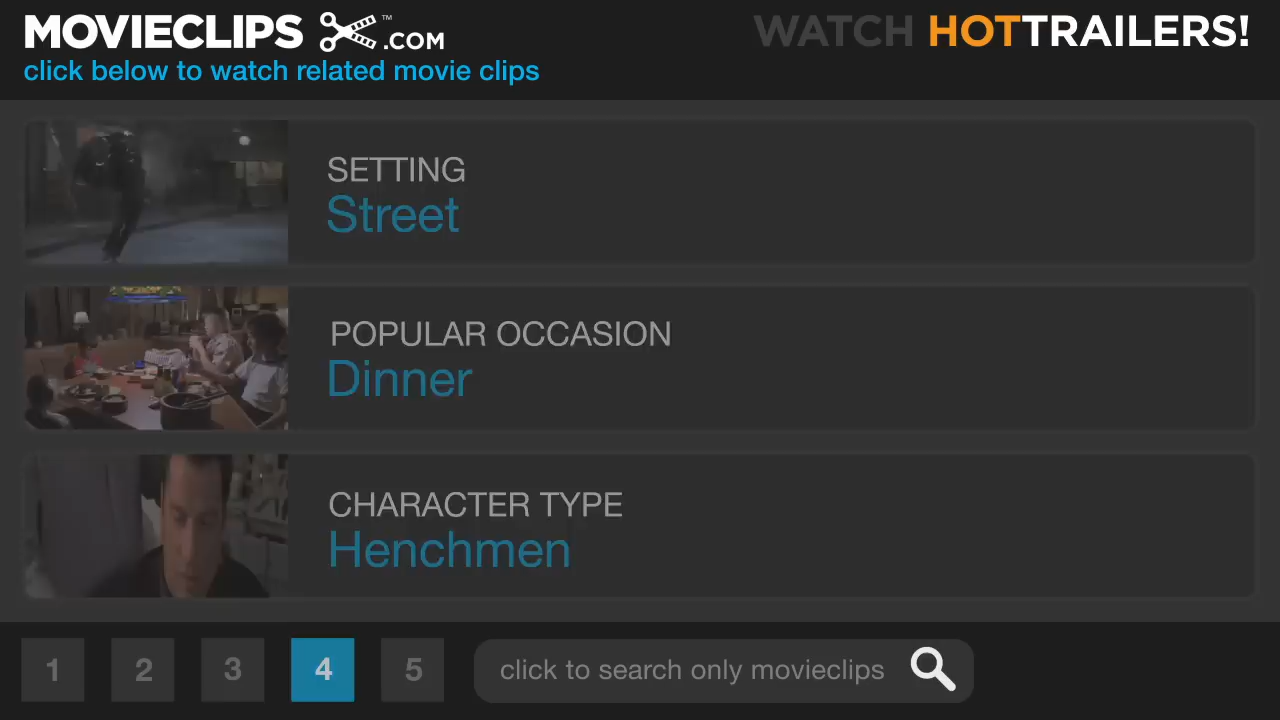 MOVIECLIPS ™ .COM
WATCH HOTTRAILERS!
click below to watch related movie clips
SETTING
Street
POPULAR OCCASION
Dinner
CHARACTER TYPE
Henchmen
1 2 3 4 5 click to search only movieclips